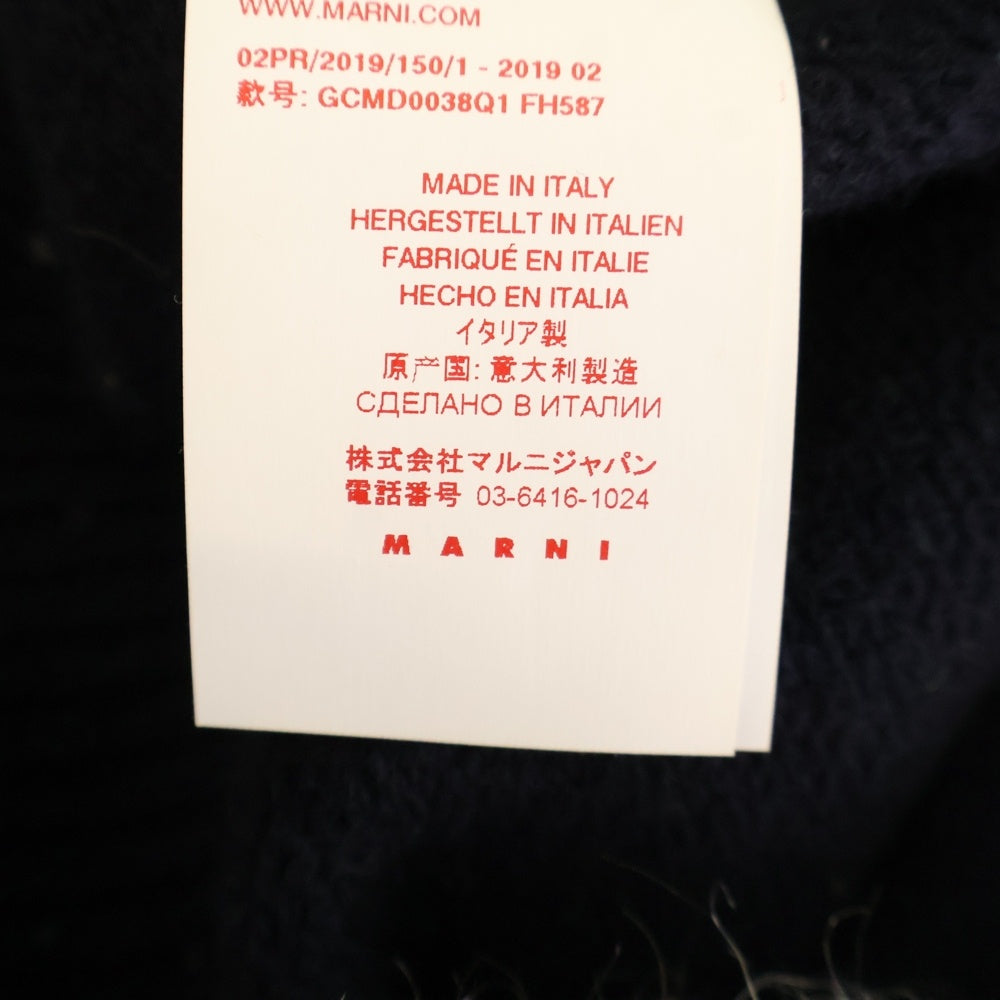 WWW.MARNI.COM
02PR/2019/150/1 - 2019 02
款号: GCMD0038Q1 FH587
MADE IN ITALY
HERGESTELLT IN ITALIEN
FABRIQUÉ EN ITALIE
HECHO EN ITALIA
イタリア製
原产国: 意大利製造
СДЕЛАНО В ИТАЛИИ
株式会社マルニジャパン
電話番号 03-6416-1024
MARNI